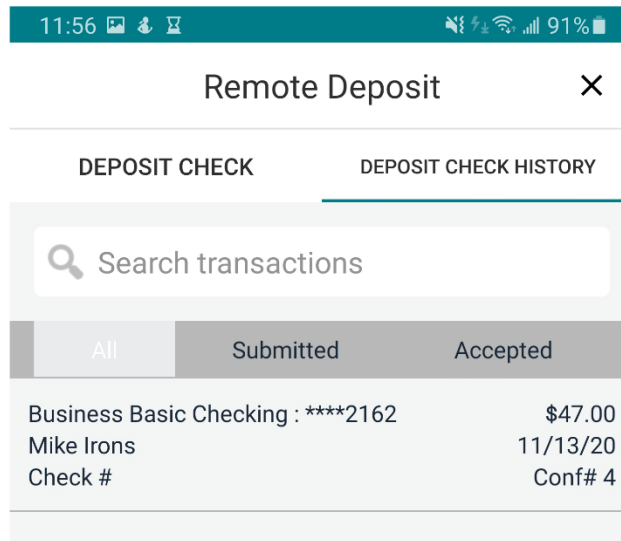 11:56 91%
Remote Deposit ×
DEPOSIT CHECK DEPOSIT CHECK HISTORY
Search transactions
All Submitted Accepted
Business Basic Checking : ****2162 $47.00
Mike Irons 11/13/20
Check # Conf# 4